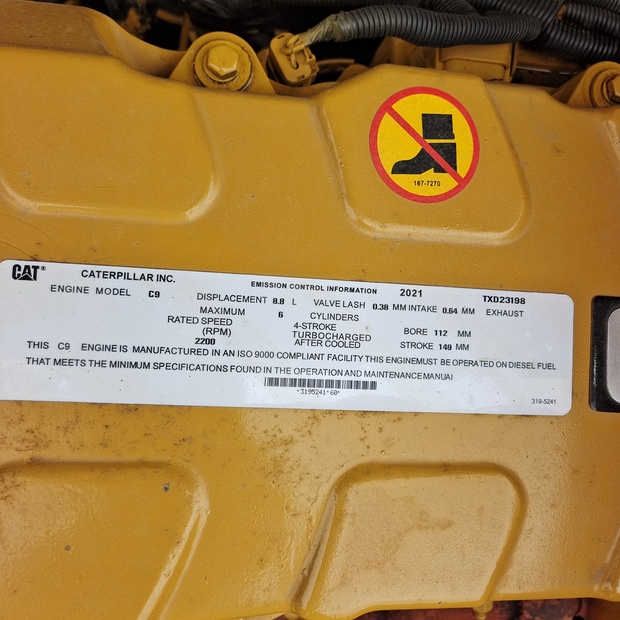 167-7270
CAT®
CATERPILLAR INC.
EMISSION CONTROL INFORMATION
2021
TXD23198
ENGINE MODEL C9
DISPLACEMENT 8.8 L
VALVE LASH 0.38 MM INTAKE 0.64 MM EXHAUST
MAXIMUM
RATED SPEED
(RPM)
2200
6 CYLINDERS
4-STROKE
TURBOCHARGED
AFTER COOLED
BORE 112 MM
STROKE 149 MM
THIS C9 ENGINE IS MANUFACTURED IN AN ISO 9000 COMPLIANT FACILITY THIS ENGINEMUST BE OPERATED ON DIESEL FUEL
THAT MEETS THE MINIMUM SPECIFICATIONS FOUND IN THE OPERATION AND MAINTENANCE MANUAl
*3195241*60*
319-5241